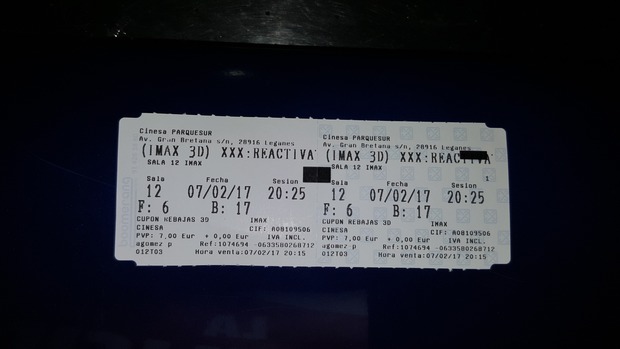 Cinesa PARQUESUR
Av. Gran Bretana s/n, 28916 Leganes
(IMAX 3D) XXX:REACTIVA
SALA 12 IMAX
Sala Fecha Sesion
12 07/02/17 20:25
F: 6 B: 17
CUPON REBAJAS 3D IMAX
CINESA CIF: A08109506
PVP: 7,00 Eur + 0,00 Eur IVA INCL.
agomez p Ref:1074694 -0633580268712
012T03 Hora venta:07/02/17 20:15
Cinesa PARQUESUR
Av. Gran Bretana s/n, 28916 Leganes
(IMAX 3D) XXX:REACTIVA
SALA 12 IMAX
1
Sala Fecha Sesion
12 07/02/17 20:25
F: 6 B: 17
CUPON REBAJAS 3D IMAX
CINESA CIF: A08109506
PVP: 7,00 Eur + 0,00 Eur IVA INCL.
agomez p Ref:1074694 -0633580268712
012T03 Hora venta:07/02/17 20:15